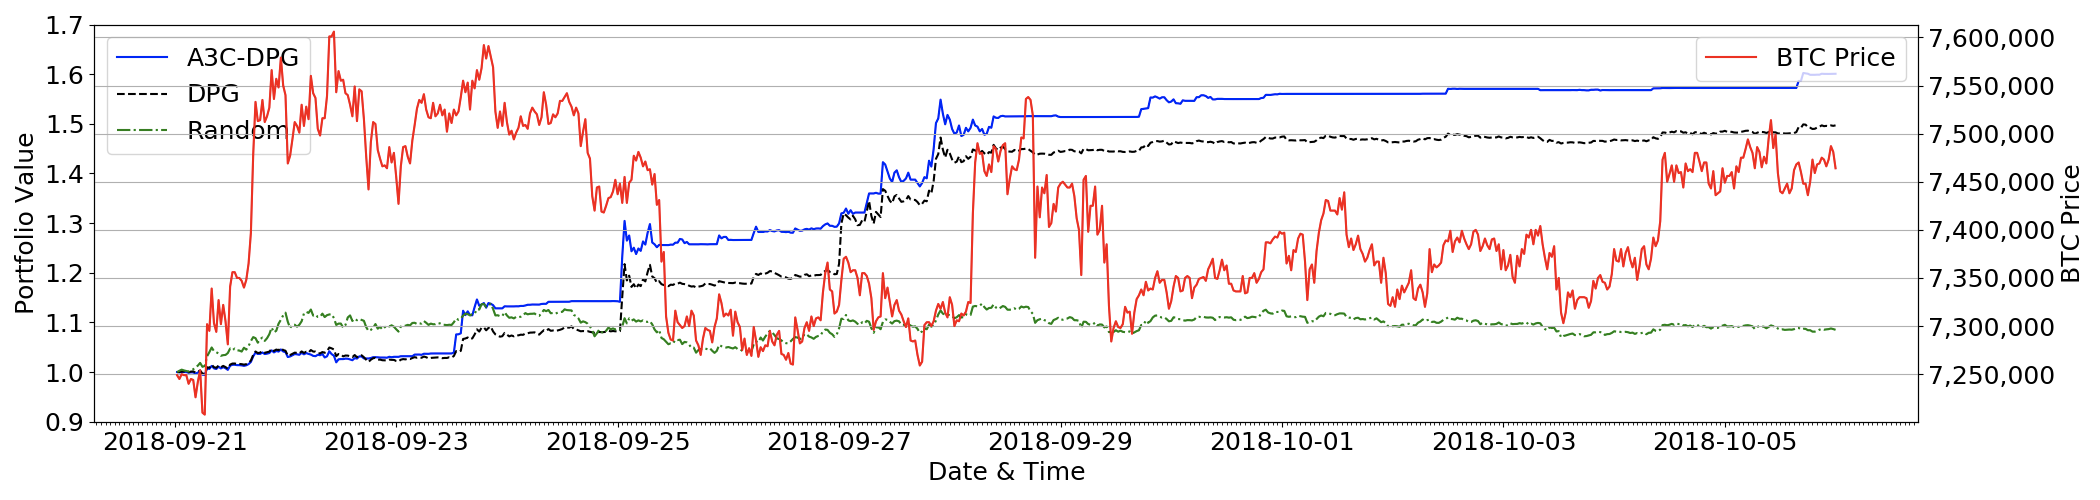 1.7
1.6
1.5
1.4
1.3
1.2
1.1
1.0
0.9
Portfolio Value
A3C-DPG
DPG
Random
BTC Price
7,600,000
7,550,000
7,500,000
7,450,000
7,400,000
7,350,000
7,300,000
7,250,000
BTC Price
2018-09-21 2018-09-23 2018-09-25 2018-09-27 2018-09-29 2018-10-01 2018-10-03 2018-10-05
Date & Time